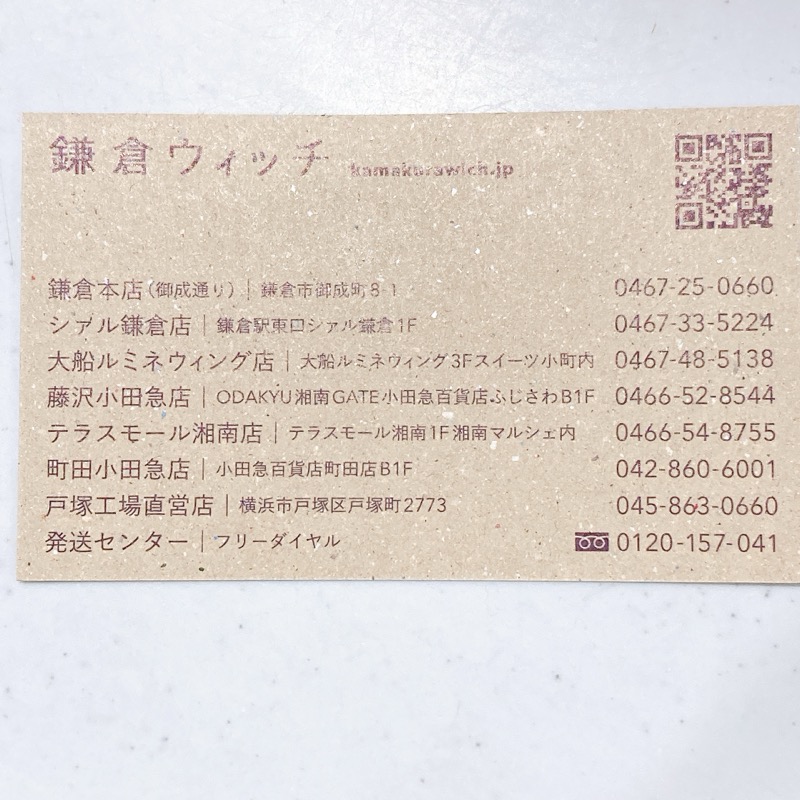 鎌倉ウィッチ kamakurawich.jp
鎌倉本店(御成通り)｜鎌倉市御成町8-1 0467-25-0660
シァル鎌倉店｜鎌倉駅東口シァル鎌倉1F 0467-33-5224
大船ルミネウィング店｜大船ルミネウィング3Fスイーツ小町内 0467-48-5138
藤沢小田急店｜ODAKYU湘南GATE小田急百貨店ふじさわB1F 0466-52-8544
テラスモール湘南店｜テラスモール湘南1F湘南マルシェ内 0466-54-8755
町田小田急店｜小田急百貨店町田店B1F 042-860-6001
戸塚工場直営店｜横浜市戸塚区戸塚町2773 045-863-0660
発送センター｜フリーダイヤル 0120-157-041